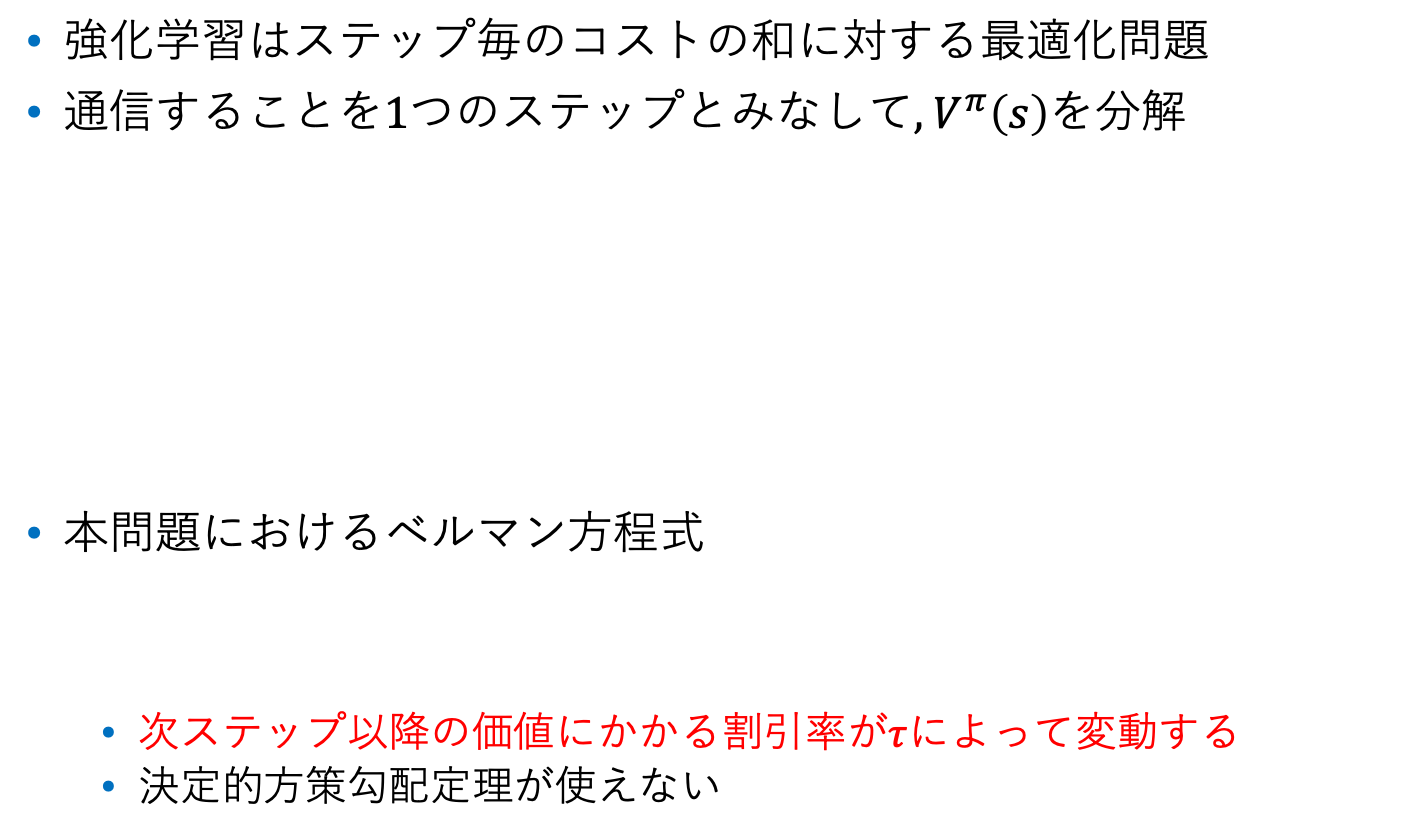 • 強化学習はステップ毎のコストの和に対する最適化問題
• 通信することを1つのステップとみなして, V^π(s)を分解
• 本問題におけるベルマン方程式
• 次ステップ以降の価値にかかる割引率がτによって変動する
• 決定的方策勾配定理が使えない